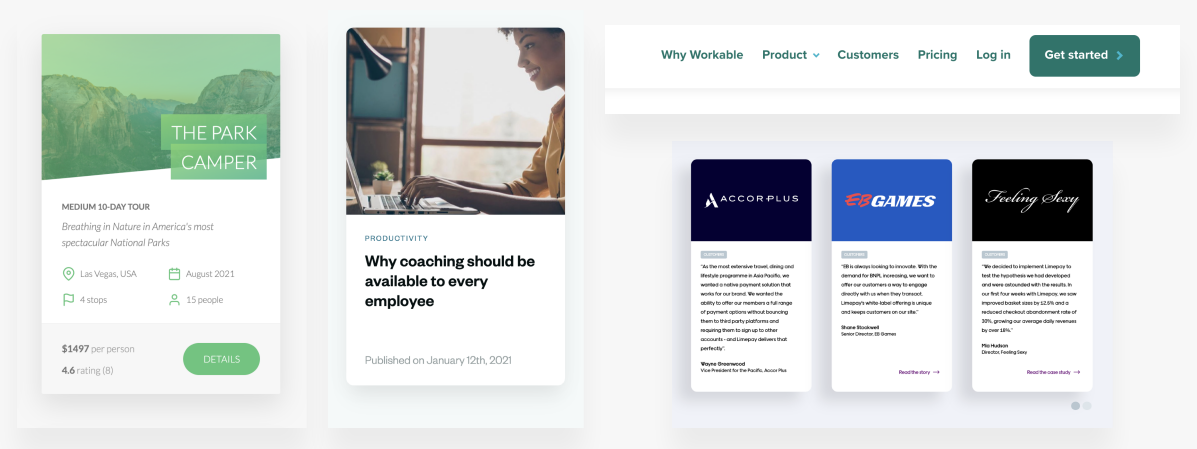 THE PARK
CAMPER
MEDIUM 10-DAY TOUR
Breathing in Nature in America's most
spectacular National Parks
Las Vegas, USA
August 2021
4 stops
15 people
$1497 per person
4.6 rating (8)
DETAILS
PRODUCTIVITY
Why coaching should be
available to every
employee
Published on January 12th, 2021
Why Workable
Product
Customers
Pricing
Log in
Get started
ACCOR PLUS
CUSTOMER
"As the most extensive travel, dining and
lifestyle programme in Asia Pacific, we
wanted a native payment solution that
works for our brand. We wanted the
ability to offer our members a full range
of payment options without bouncing
them to third party platforms and
requiring them to sign up to other
accounts - and Limepay delivers that
perfectly".
Wayne Greenwood
Vice President for the Pacific, Accor Plus
EB GAMES
CUSTOMER
"EB is always looking to innovate. With the
demand for BNPL increasing, we want to
offer our customers a way to engage
directly with us when they transact.
Limepay's white-label offering is unique
and keeps customers on our site."
Shane Stockwell
Senior Director, EB Games
Read the story →
Feeling Sexy
CUSTOMER
"We decided to implement Limepay to
test the hypothesis we had developed
and were astounded with the results. In
our first four weeks with Limepay, we saw
improved basket sizes by 12.5% and a
reduced checkout abandonment rate of
30%, growing our average daily revenues
by over 18%."
Mia Hudson
Director, Feeling Sexy
Read the case study →